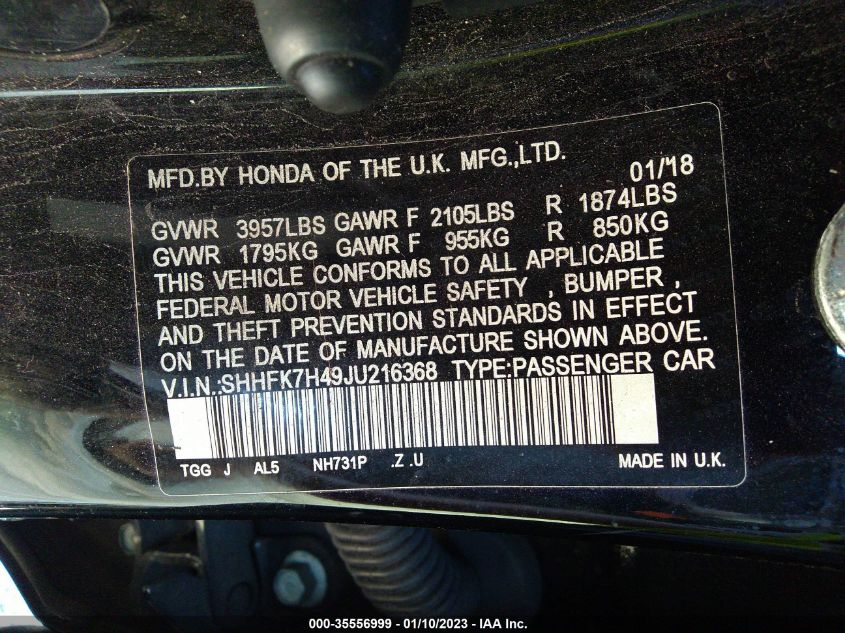 MFD.BY HONDA OF THE U.K. MFG.,LTD. 01/18
GVWR 3957LBS GAWR F 2105LBS R 1874LBS
GVWR 1795KG GAWR F 955KG R 850KG
THIS VEHICLE CONFORMS TO ALL APPLICABLE
FEDERAL MOTOR VEHICLE SAFETY , BUMPER ,
AND THEFT PREVENTION STANDARDS IN EFFECT
ON THE DATE OF MANUFACTURE SHOWN ABOVE.
V.I.N.:SHHFK7H49JU216368 TYPE:PASSENGER CAR
TGG J AL5 NH731P .Z .U MADE IN U.K.
000-35556999 — 01/10/2023 — IAA Inc.